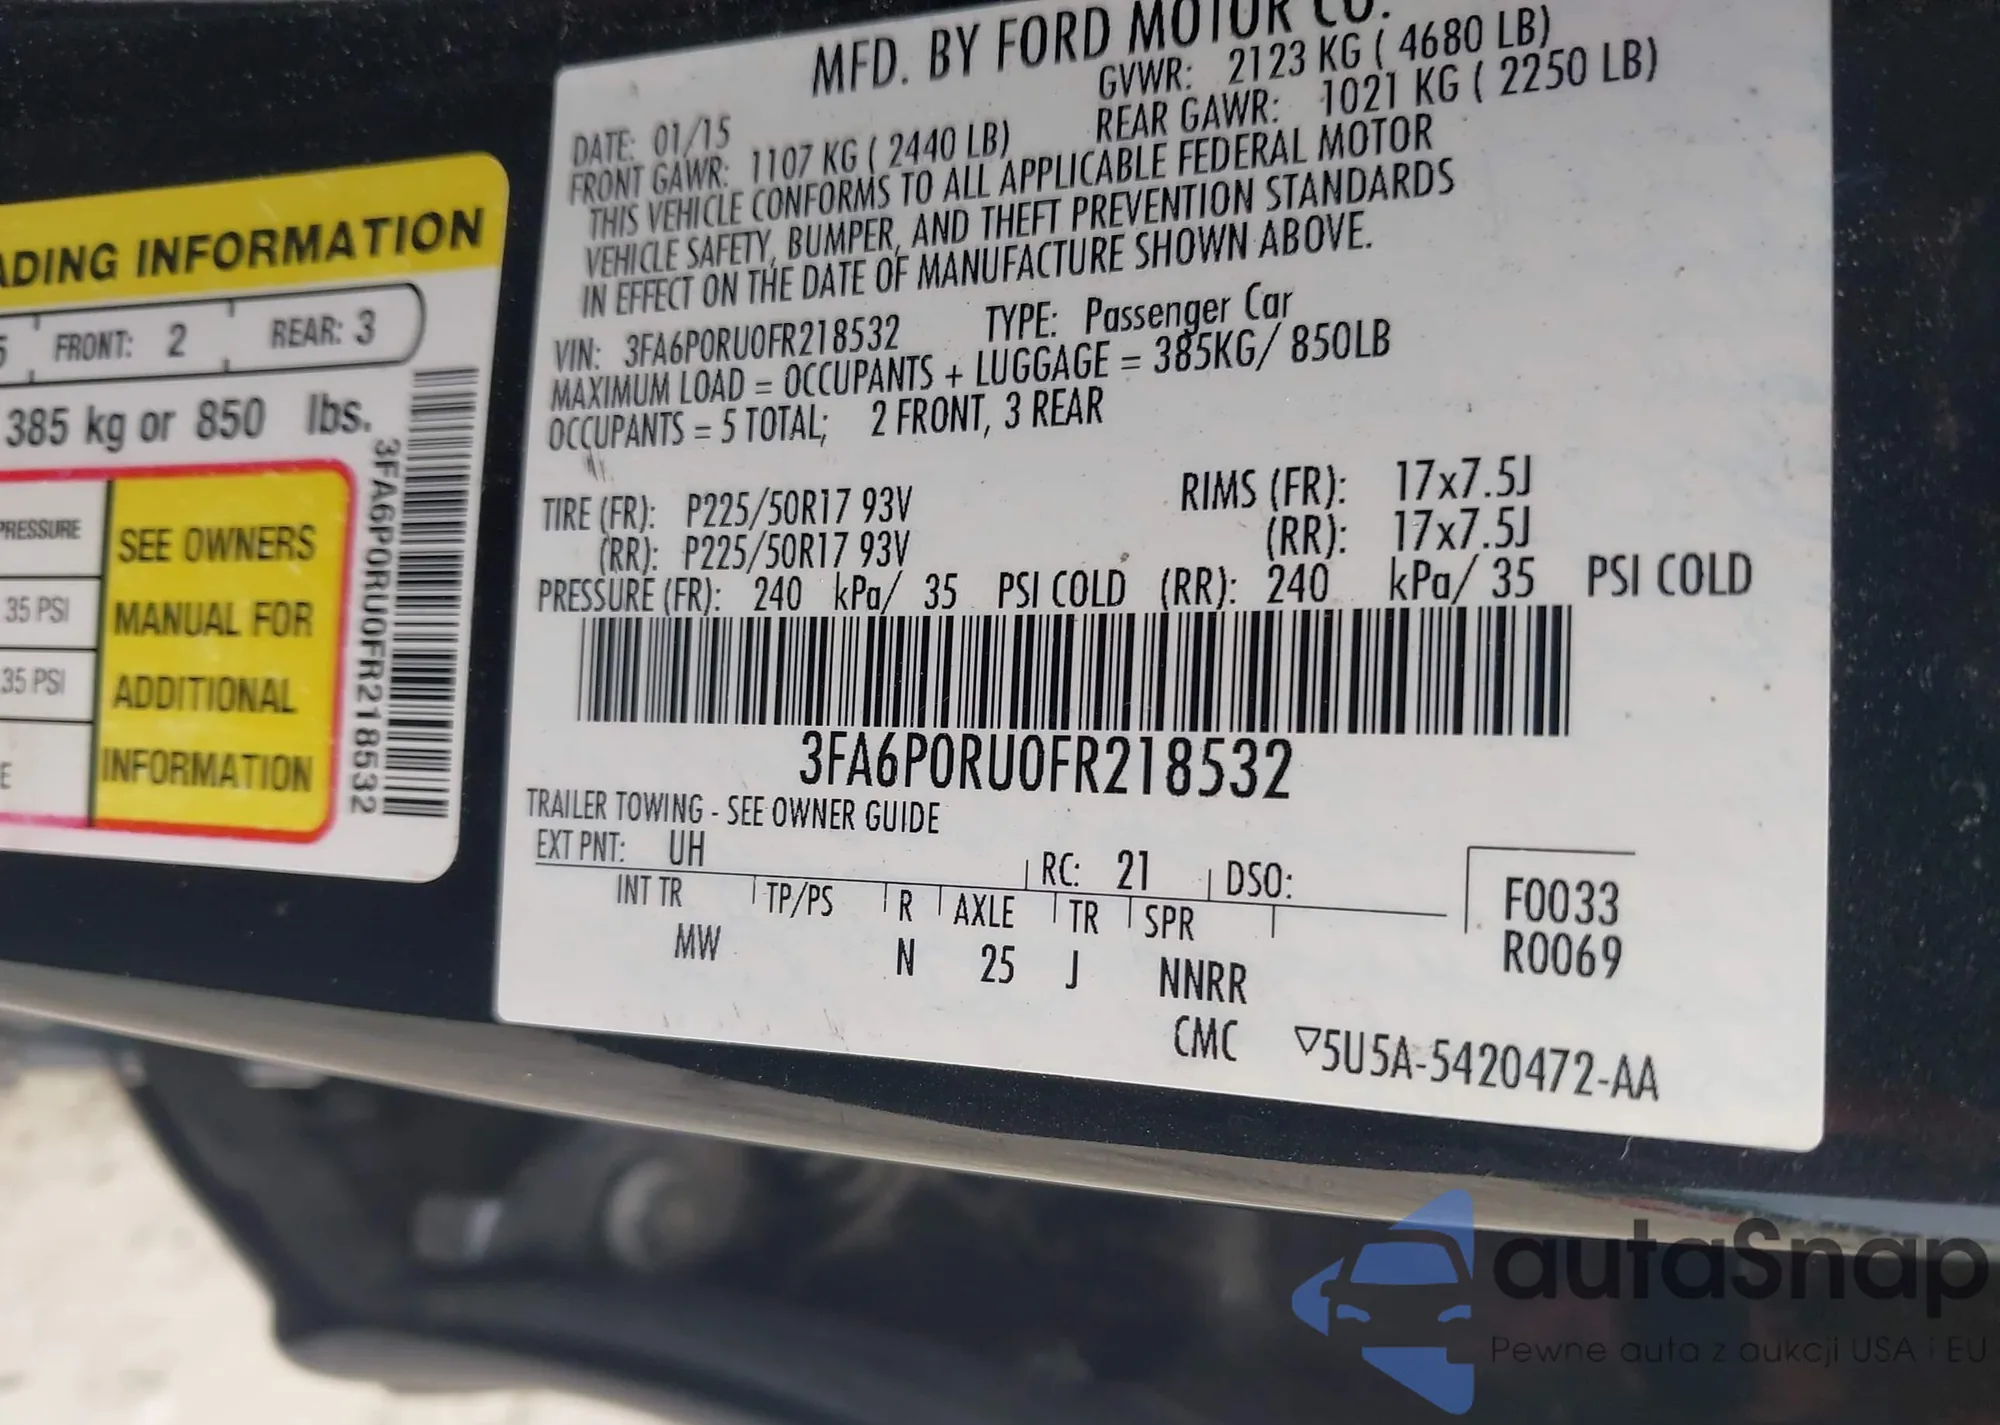 MFD. BY FORD MOTOR CO.
DATE: 01/15 GVWR: 2123 KG ( 4680 LB)
FRONT GAWR: 1107 KG ( 2440 LB) REAR GAWR: 1021 KG ( 2250 LB)
THIS VEHICLE CONFORMS TO ALL APPLICABLE FEDERAL MOTOR
VEHICLE SAFETY, BUMPER, AND THEFT PREVENTION STANDARDS
IN EFFECT ON THE DATE OF MANUFACTURE SHOWN ABOVE.
VIN: 3FA6P0RU0FR218532 TYPE: Passenger Car
MAXIMUM LOAD = OCCUPANTS + LUGGAGE = 385KG/ 850LB
OCCUPANTS = 5 TOTAL; 2 FRONT, 3 REAR
TIRE (FR): P225/50R17 93V RIMS (FR): 17x7.5J
(RR): P225/50R17 93V (RR): 17x7.5J
PRESSURE (FR): 240 kPa/ 35 PSI COLD (RR): 240 kPa/ 35 PSI COLD
3FA6P0RU0FR218532
TRAILER TOWING - SEE OWNER GUIDE
EXT PNT: UH RC: 21 DSO:
INT TR TP/PS R AXLE TR SPR
MW N 25 J NNRR
F0033
R0069
CMC ▽5U5A-5420472-AA
ADING INFORMATION
5 FRONT: 2 REAR: 3
385 kg or 850 lbs.
PRESSURE
35 PSI
35 PSI
E
SEE OWNERS
MANUAL FOR
ADDITIONAL
INFORMATION
3FA6P0RU0FR218532
autaSnap
Pewne auta z aukcji USA i EU